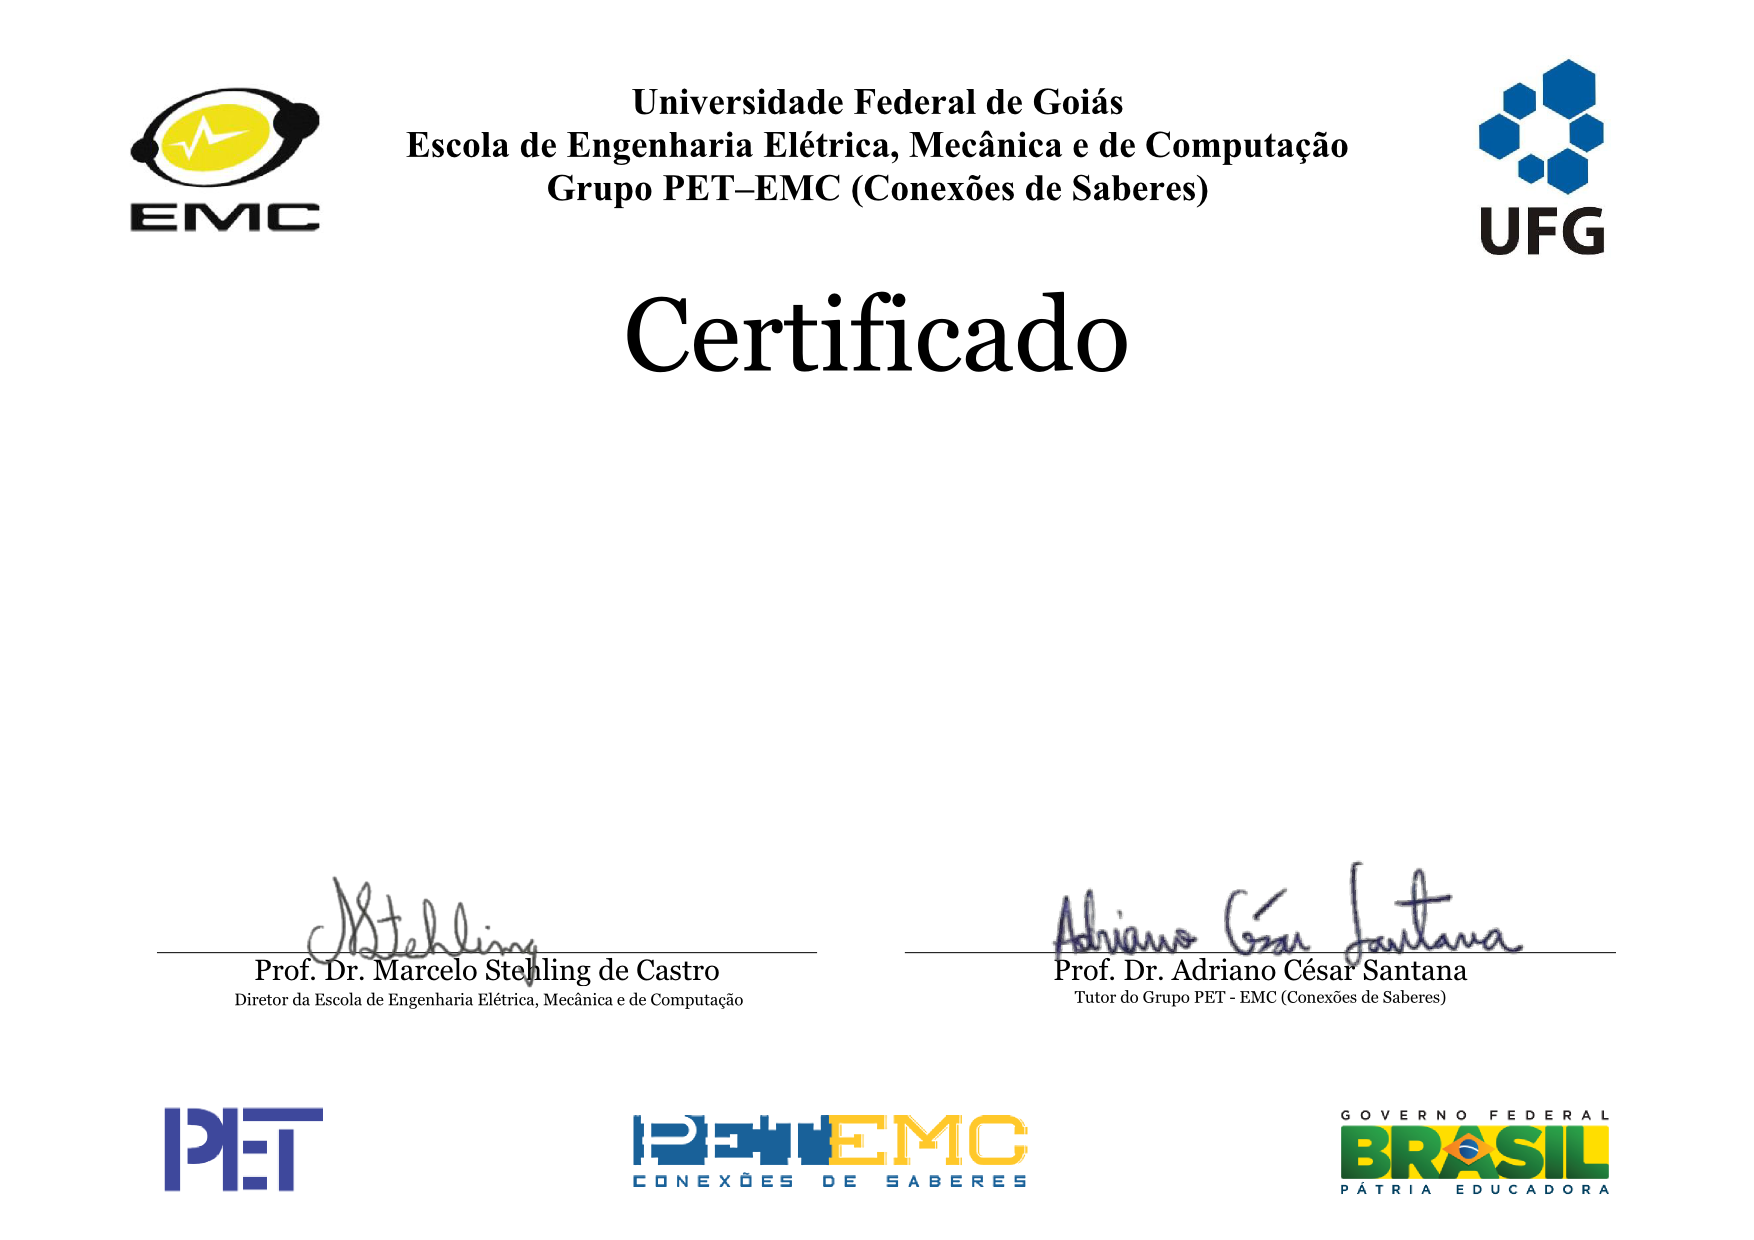 Universidade Federal de Goiás
Escola de Engenharia Elétrica, Mecânica e de Computação
Grupo PET–EMC (Conexões de Saberes)
EMC
UFG
Certificado
MStehling
Adriano César Santana
Prof. Dr. Marcelo Stehling de Castro
Diretor da Escola de Engenharia Elétrica, Mecânica e de Computação
Prof. Dr. Adriano César Santana
Tutor do Grupo PET - EMC (Conexões de Saberes)
PET
PETEMC
CONEXÕES DE SABERES
GOVERNO FEDERAL
BRASIL
PÁTRIA EDUCADORA